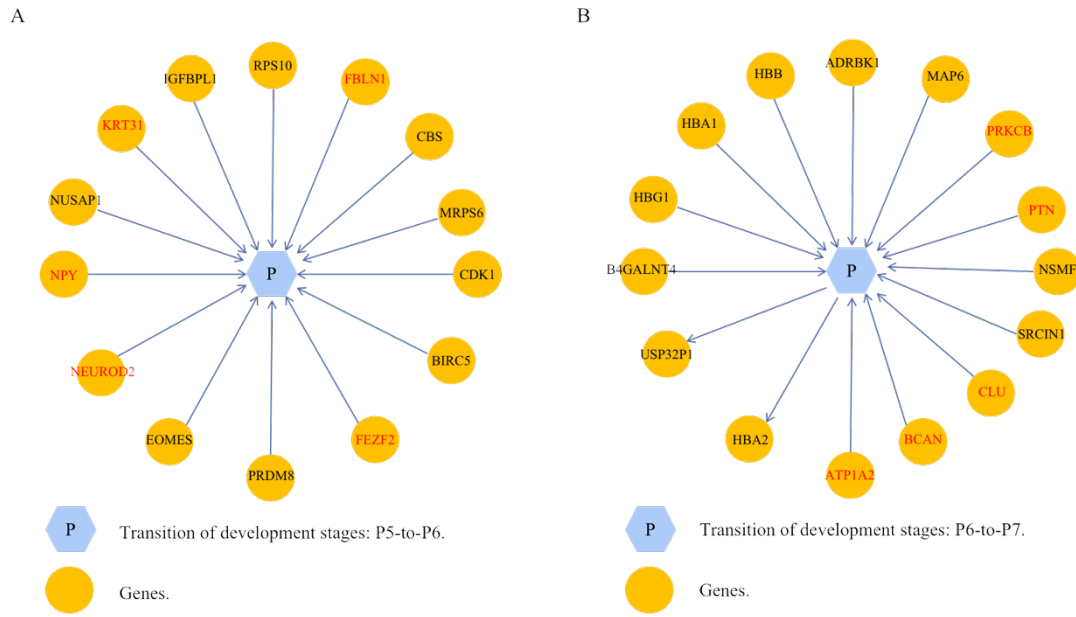 A
B
RPS10
IGFBPL1
FBLN1
KRT31
CBS
NUSAP1
MRPS6
NPY
P
CDK1
NEUROD2
BIRC5
EOMES
FEZF2
PRDM8
P
Transition of development stages: P5-to-P6.
Genes.
ADRBK1
HBB
MAP6
HBA1
PRKCB
HBG1
PTN
B4GALNT4
P
NSMF
USP32P1
SRCIN1
CLU
HBA2
BCAN
ATP1A2
P
Transition of development stages: P6-to-P7.
Genes.